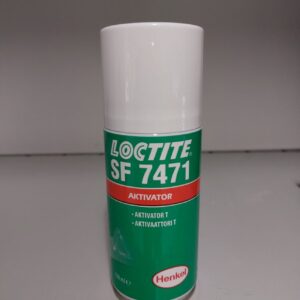 LOCTITE
SF 7471
AKTIVATOR
- AKTIVATOR T
- AKTIVAATTORI T
Henkel